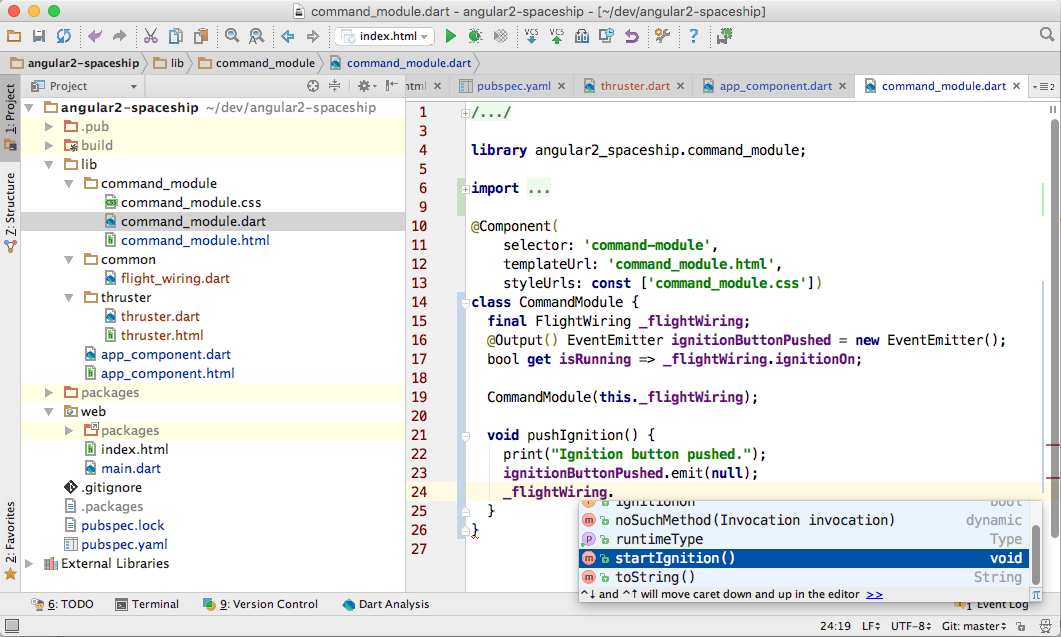 command_module.dart - angular2-spaceship - [~/dev/angular2-spaceship]
index.html
VCS
VCS
angular2-spaceship
lib
command_module
command_module.dart
Project
html
pubspec.yaml
thruster.dart
app_component.dart
command_module.dart
2
1: Project
Z: Structure
2: Favorites
angular2-spaceship ~/dev/angular2-spaceship
.pub
build
lib
command_module
command_module.css
command_module.dart
command_module.html
common
flight_wiring.dart
thruster
thruster.dart
thruster.html
app_component.dart
app_component.html
packages
web
packages
index.html
main.dart
.gitignore
.packages
pubspec.lock
pubspec.yaml
External Libraries
1 /.../
3
4 library angular2_spaceship.command_module;
5
6 import ...
9
10 @Component(
11 selector: 'command-module',
12 templateUrl: 'command_module.html',
13 styleUrls: const ['command_module.css'])
14 class CommandModule {
15 final FlightWiring _flightWiring;
16 @Output() EventEmitter ignitionButtonPushed = new EventEmitter();
17 bool get isRunning => _flightWiring.ignitionOn;
18
19 CommandModule(this._flightWiring);
20
21 void pushIgnition() {
22 print("Ignition button pushed.");
23 ignitionButtonPushed.emit(null);
24 _flightWiring.
25 }
26 }
27
ignitionOn bool
noSuchMethod(Invocation invocation) dynamic
runtimeType Type
startIgnition() void
toString() String
^↓ and ^↑ will move caret down and up in the editor >> π
6: TODO
Terminal
9: Version Control
Dart Analysis
1 Event Log
24:19
LF
UTF-8
Git: master